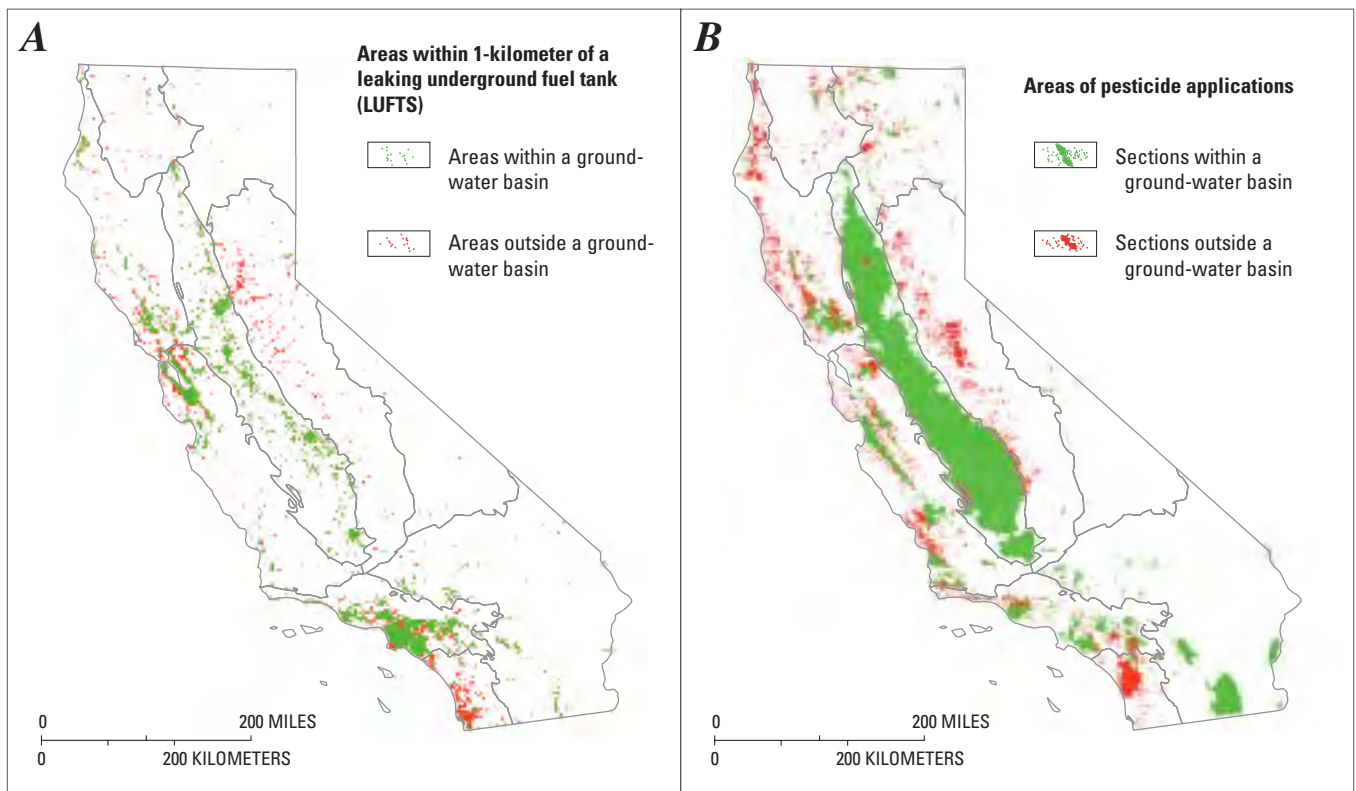 A
Areas within 1-kilometer of a
leaking underground fuel tank
(LUFTS)
Areas within a ground-
water basin
Areas outside a ground-
water basin
0 200 MILES
0 200 KILOMETERS
B
Areas of pesticide applications
Sections within a
ground-water basin
Sections outside a
ground-water basin
0 200 MILES
0 200 KILOMETERS